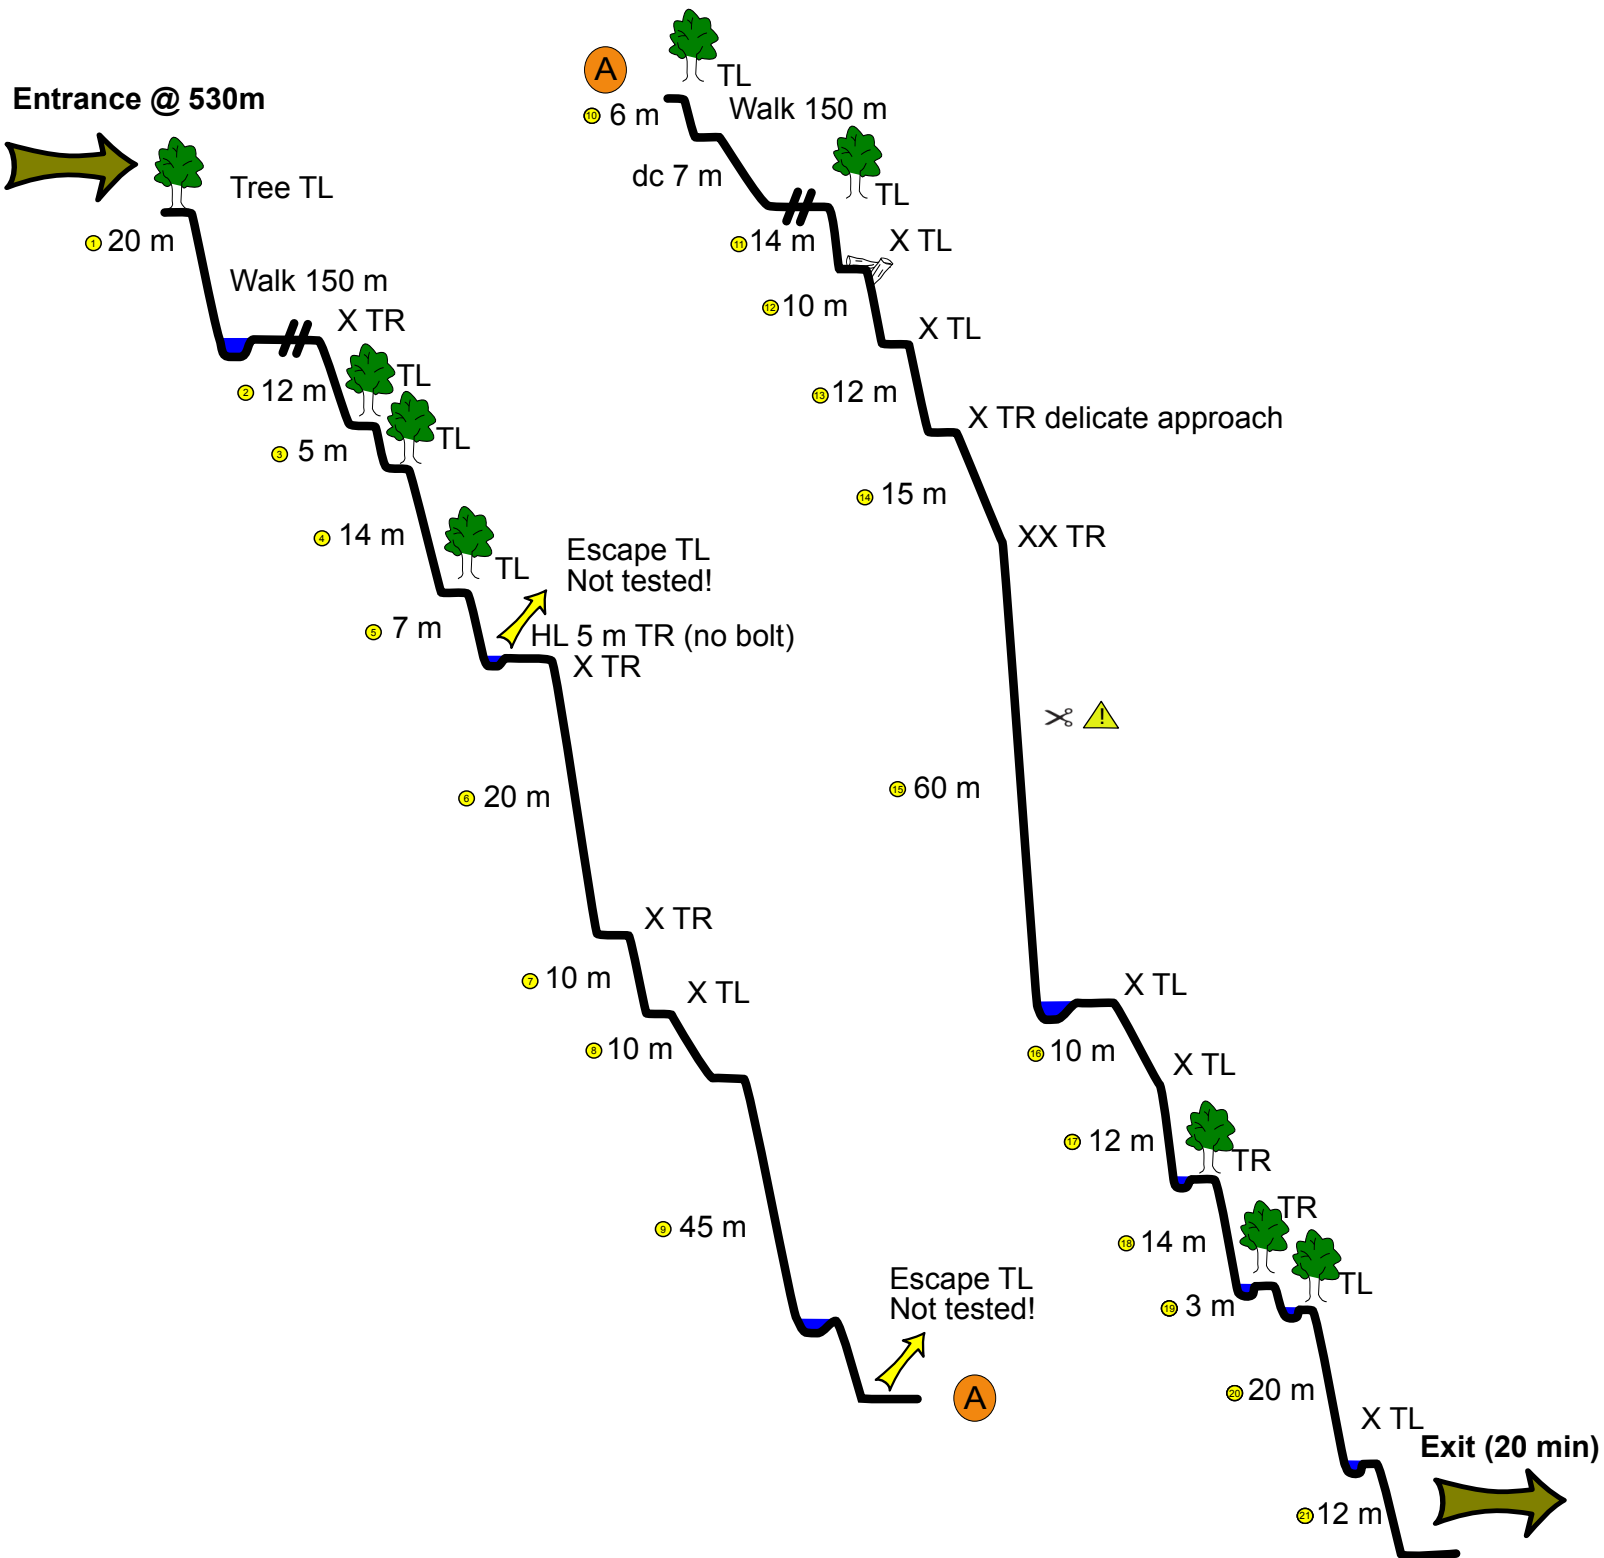 Entrance @ 530m
Tree TL
1 20 m
Walk 150 m
X TR
2 12 m
TL
3 5 m
TL
4 14 m
TL
Escape TL
Not tested!
5 7 m
HL 5 m TR (no bolt)
X TR
6 20 m
X TR
7 10 m
X TL
8 10 m
9 45 m
Escape TL
Not tested!
A
A
TL
10 6 m
Walk 150 m
dc 7 m
TL
11 14 m
X TL
12 10 m
X TL
13 12 m
X TR delicate approach
14 15 m
XX TR
!
15 60 m
X TL
16 10 m
X TL
17 12 m
TR
18 14 m
TR
19 3 m
TL
20 20 m
X TL
Exit (20 min)
21 12 m